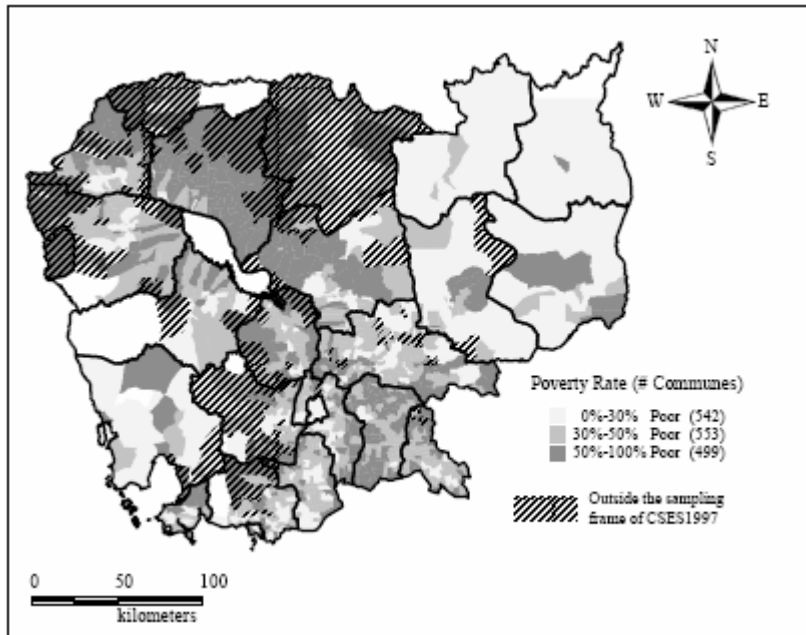 N
W E
S
Poverty Rate (# Communes)
0%-30% Poor (542)
30%-50% Poor (553)
50%-100% Poor (499)
Outside the sampling
frame of CSES1997
0 50 100
kilometers